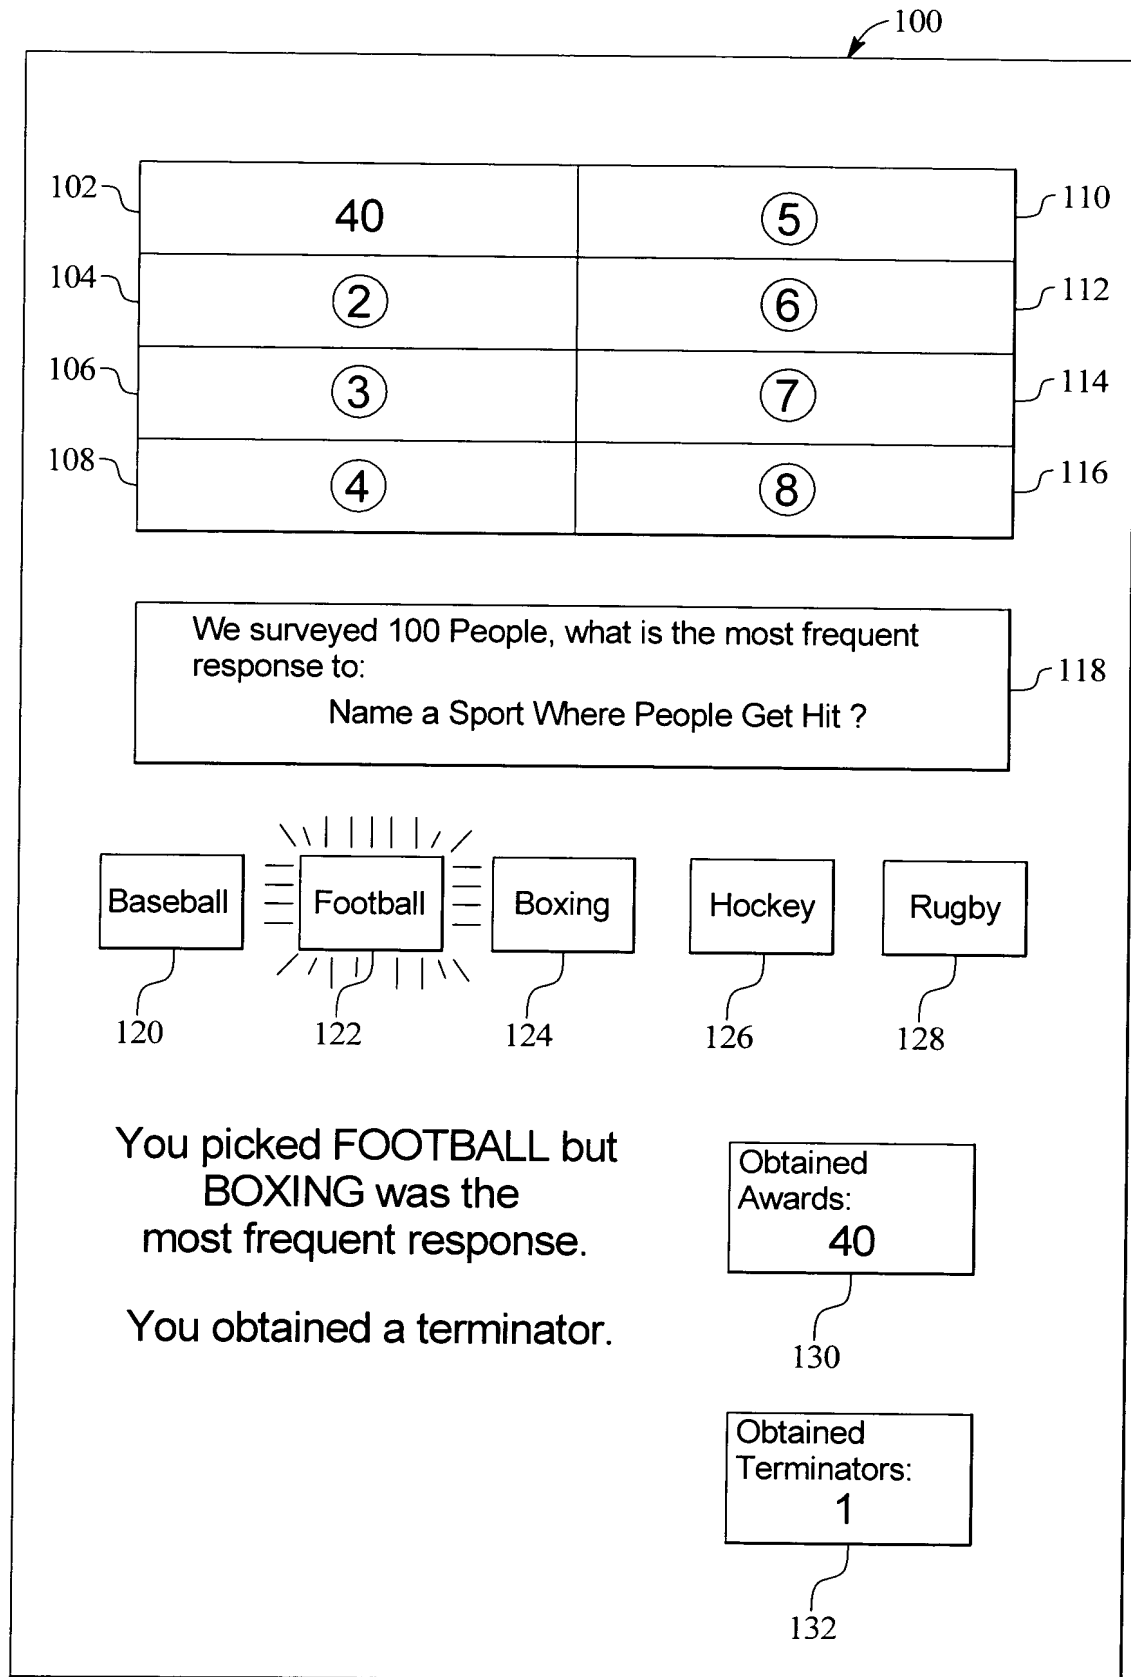 100
102
40
5
110
104
2
6
112
106
3
7
114
108
4
8
116
We surveyed 100 People, what is the most frequent
response to:
Name a Sport Where People Get Hit ?
118
Baseball
Football
Boxing
Hockey
Rugby
120
122
124
126
128
You picked FOOTBALL but
BOXING was the
most frequent response.
You obtained a terminator.
Obtained
Awards:
40
130
Obtained
Terminators:
1
132